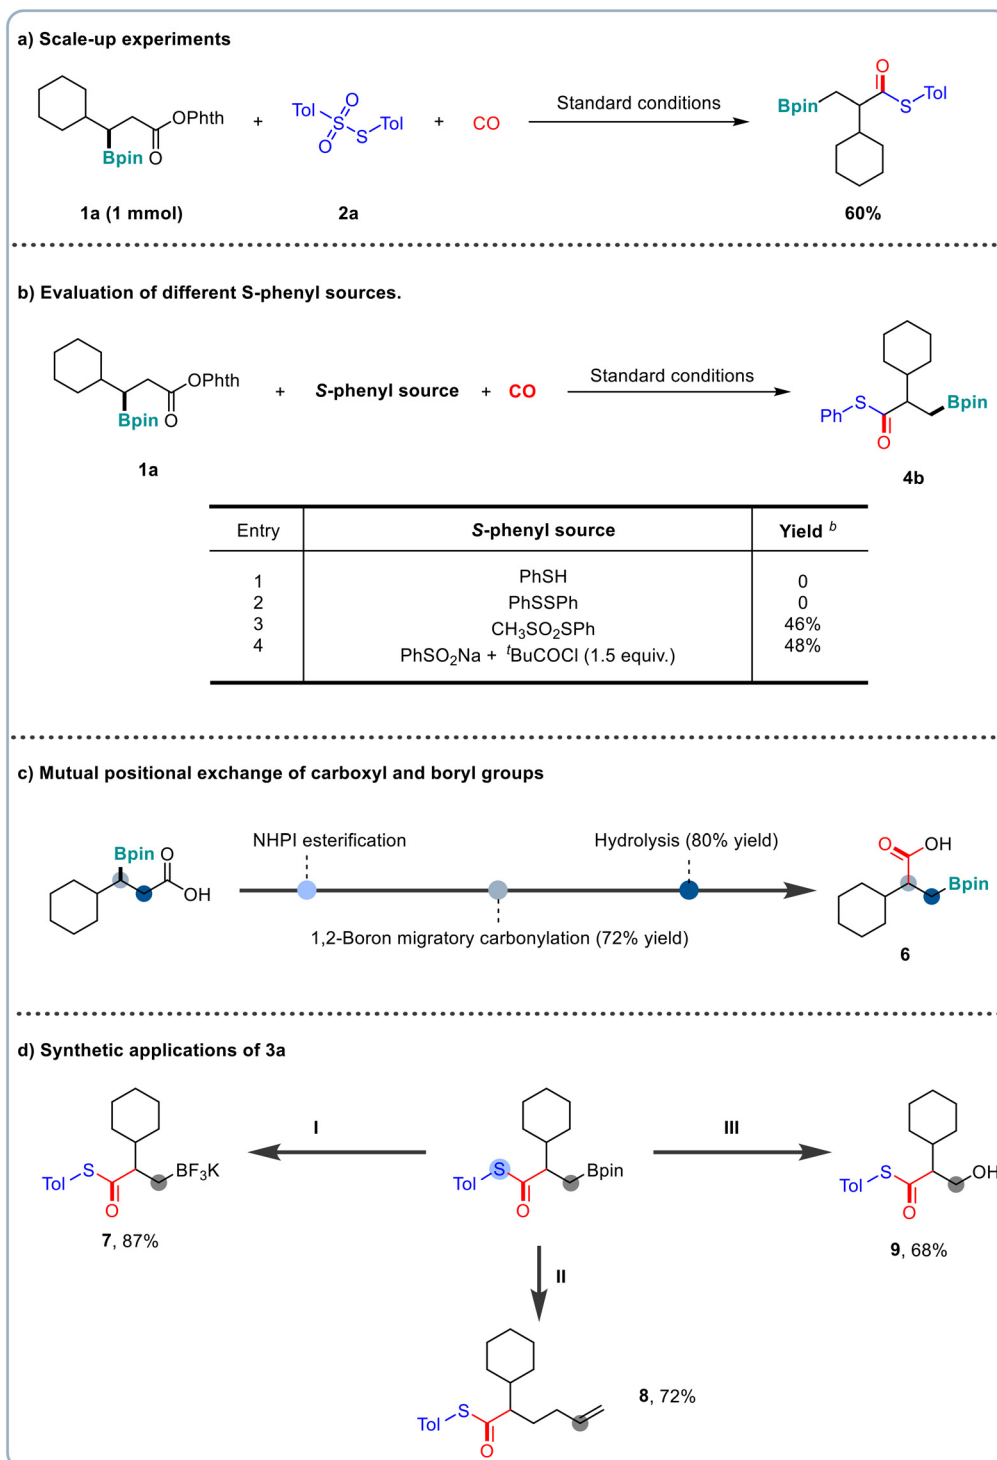 a) Scale-up experiments
OPhth
Bpin
O
1a (1 mmol)
+
Tol
O
S
O
S
Tol
2a
+
CO
Standard conditions
O
Bpin
S
Tol
60%
b) Evaluation of different S-phenyl sources.
OPhth
Bpin
O
1a
+
S-phenyl source
+
CO
Standard conditions
Ph
S
O
Bpin
4b
Entry S-phenyl source Yield b
1 PhSH 0
2 PhSSPh 0
3 CH3SO2SPh 46%
4 PhSO2Na + tBuCOCl (1.5 equiv.) 48%
c) Mutual positional exchange of carboxyl and boryl groups
Bpin
O
OH
NHPI esterification
Hydrolysis (80% yield)
1,2-Boron migratory carbonylation (72% yield)
O
OH
Bpin
6
d) Synthetic applications of 3a
Tol
S
O
BF3K
7, 87%
I
Tol
S
O
Bpin
III
Tol
S
O
OH
9, 68%
II
Tol
S
O
8, 72%